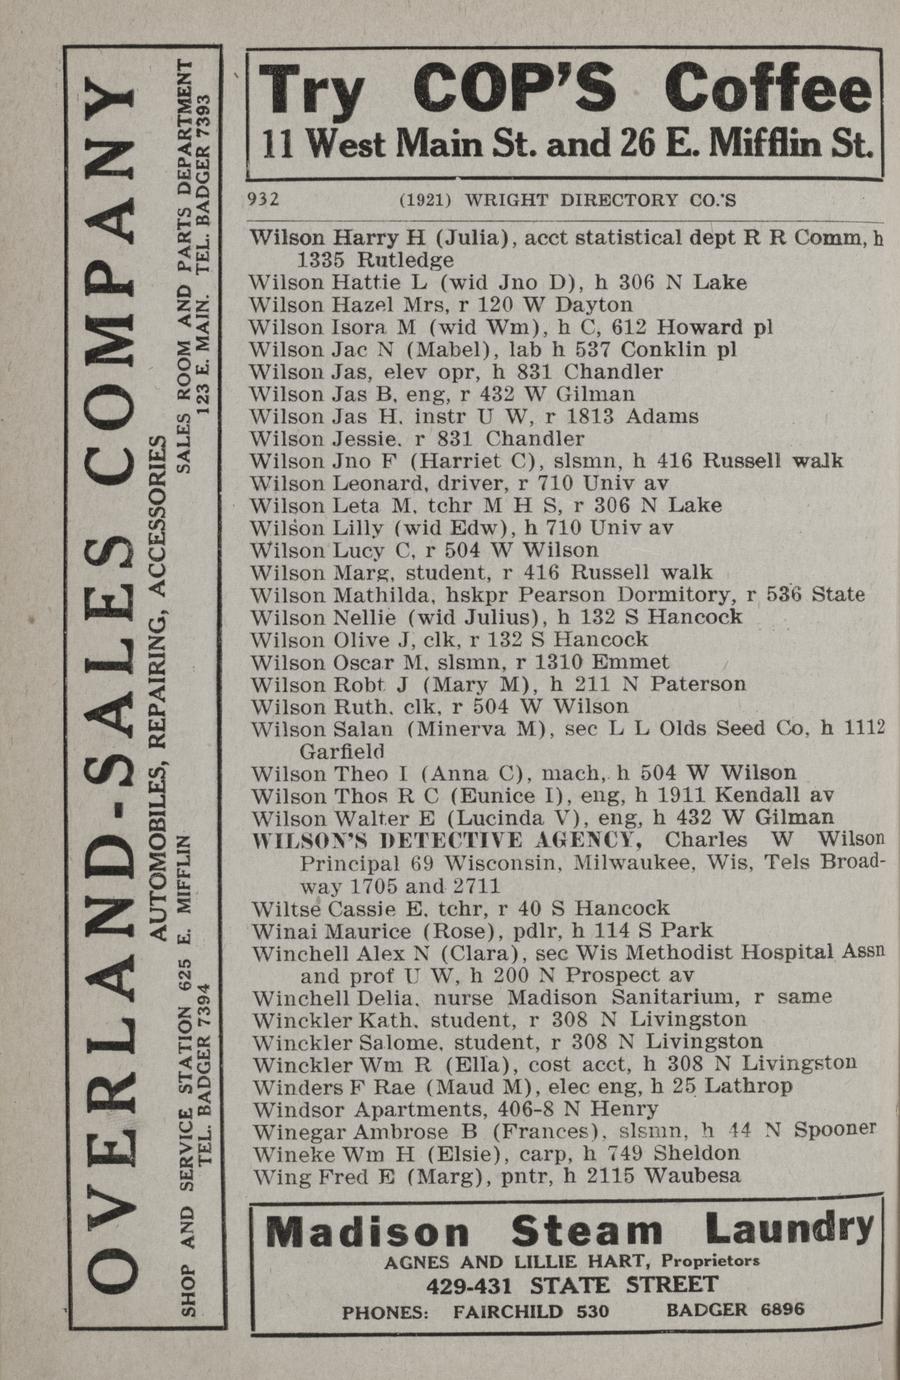 OVERLAND-SALES COMPANY
AUTOMOBILES, REPAIRING, ACCESSORIES
SHOP AND SERVICE STATION 625 E. MIFFLIN
TEL. BADGER 7394
SALES ROOM AND PARTS DEPARTMENT
123 E. MAIN. TEL. BADGER 7393
Try COP'S Coffee
11 West Main St. and 26 E. Mifflin St.
932 (1921) WRIGHT DIRECTORY CO.'S
Wilson Harry H (Julia), acct statistical dept R R Comm, h
1335 Rutledge
Wilson Hattie L (wid Jno D), h 306 N Lake
Wilson Hazel Mrs, r 120 W Dayton
Wilson Isora M (wid Wm), h C, 612 Howard pl
Wilson Jac N (Mabel), lab h 537 Conklin pl
Wilson Jas, elev opr, h 831 Chandler
Wilson Jas B, eng, r 432 W Gilman
Wilson Jas H. instr U W, r 1813 Adams
Wilson Jessie. r 831 Chandler
Wilson Jno F (Harriet C), slsmn, h 416 Russell walk
Wilson Leonard, driver, r 710 Univ av
Wilson Leta M, tchr M H S, r 306 N Lake
Wilson Lilly (wid Edw), h 710 Univ av
Wilson Lucy C, r 504 W Wilson
Wilson Marg, student, r 416 Russell walk
Wilson Mathilda, hskpr Pearson Dormitory, r 536 State
Wilson Nellie (wid Julius), h 132 S Hancock
Wilson Olive J, clk, r 132 S Hancock
Wilson Oscar M, slsmn, r 1310 Emmet
Wilson Robt J (Mary M), h 211 N Paterson
Wilson Ruth. clk, r 504 W Wilson
Wilson Salan (Minerva M), sec L L Olds Seed Co, h 1112
Garfield
Wilson Theo I (Anna C), mach, h 504 W Wilson
Wilson Thos R C (Eunice I), eng, h 1911 Kendall av
Wilson Walter E (Lucinda V), eng, h 432 W Gilman
WILSON'S DETECTIVE AGENCY, Charles W Wilson
Principal 69 Wisconsin, Milwaukee, Wis, Tels Broad-
way 1705 and 2711
Wiltse Cassie E. tchr, r 40 S Hancock
Winai Maurice (Rose), pdlr, h 114 S Park
Winchell Alex N (Clara), sec Wis Methodist Hospital Assn
and prof U W, h 200 N Prospect av
Winchell Delia. nurse Madison Sanitarium, r same
Winckler Kath. student, r 308 N Livingston
Winckler Salome. student, r 308 N Livingston
Winckler Wm R (Ella), cost acct, h 308 N Livingston
Winders F Rae (Maud M), elec eng, h 25 Lathrop
Windsor Apartments, 406-8 N Henry
Winegar Ambrose B (Frances), slsmn, h 44 N Spooner
Wineke Wm H (Elsie), carp, h 749 Sheldon
Wing Fred E (Marg), pntr, h 2115 Waubesa
Madison Steam Laundry
AGNES AND LILLIE HART, Proprietors
429-431 STATE STREET
PHONES: FAIRCHILD 530 BADGER 6896